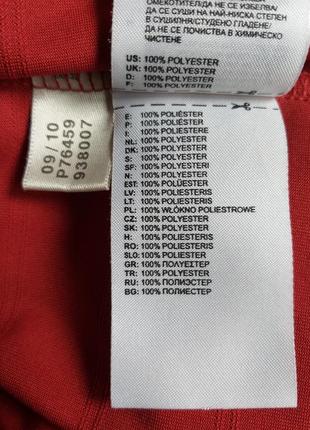 ОМЕКОТИТЕЛ/ДА НЕ СЕ ИЗБЕЛВА/
ДА СЕ СУШИ НА НАЙ-НИСКА СТЕПЕН
В СУШИЛНЯ/СТУДЕНО ГЛАДЕНЕ/
ДА НЕ СЕ ПОЧИСТВА В ХИМИЧЕСКО
ЧИСТЕНЕ
US: 100% POLYESTER
UK: 100% POLYESTER
D: 100% POLYESTER
F: 100% POLYESTER
09/10
P76459
938007
E: 100% POLIÉSTER
P: 100% POLIÉSTER
I: 100% POLIESTERE
NL: 100% POLYESTER
DK: 100% POLYESTER
S: 100% POLYESTER
SF: 100% POLYESTERI
N: 100% POLYESTER
EST: 100% POLÜESTER
LV: 100% POLIESTERIS
LT: 100% POLIESTERIS
PL: 100% WŁÓKNO POLIESTROWE
CZ: 100% POLYESTER
SK: 100% POLYESTER
H: 100% POLIESTER
RO: 100% POLIESTER
SLO: 100% POLIESTER
GR: 100% ΠΟΛΥΕΣΤΕΡ
TR: 100% POLYESTER
RU: 100% ПОЛИЭСТЕР
BG: 100% ПОЛИЕСТЕР